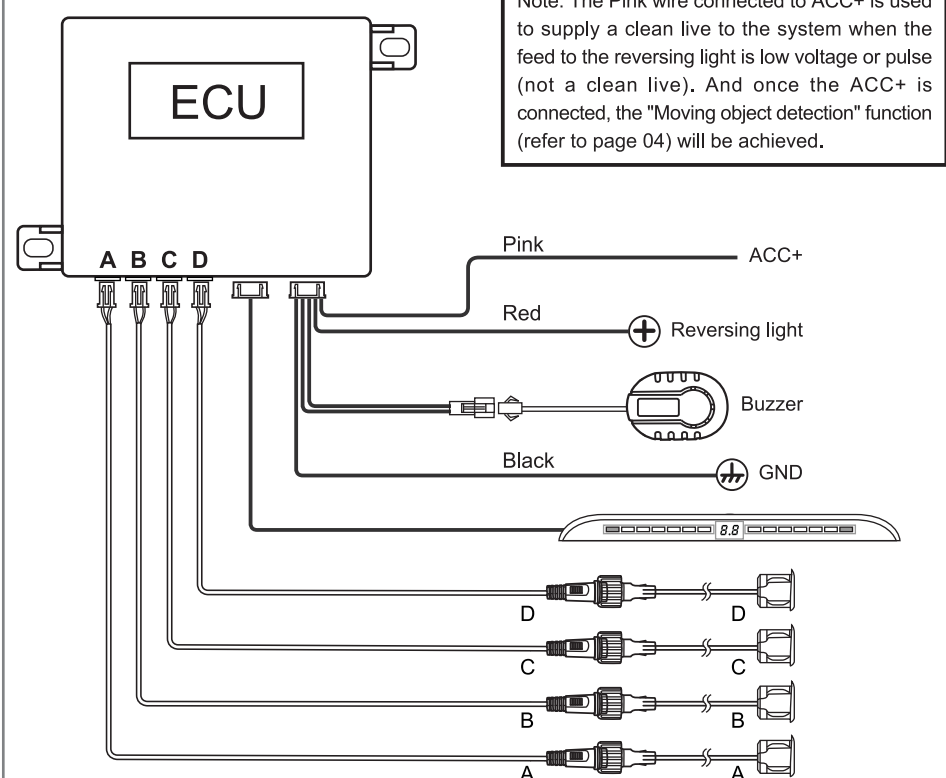 Note: The Pink wire connected to ACC+ is used
to supply a clean live to the system when the
feed to the reversing light is low voltage or pulse
(not a clean live). And once the ACC+ is
connected, the "Moving object detection" function
(refer to page 04) will be achieved.
ECU
A B C D
Pink
ACC+
Red
Reversing light
Buzzer
Black
GND
8.8
D
D
C
C
B
B
A
A